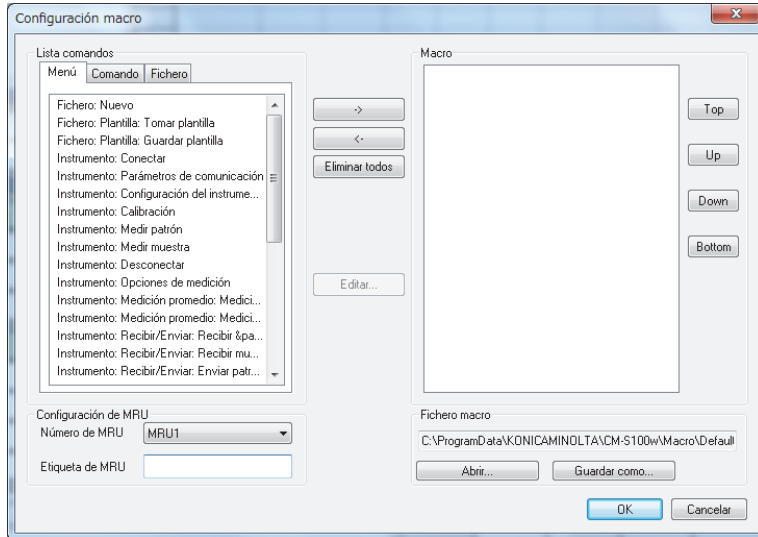 Configuración macro
Lista comandos
Menú Comando Fichero
Fichero: Nuevo
Fichero: Plantilla: Tomar plantilla
Fichero: Plantilla: Guardar plantilla
Instrumento: Conectar
Instrumento: Parámetros de comunicación
Instrumento: Configuración del instrume...
Instrumento: Calibración
Instrumento: Medir patrón
Instrumento: Medir muestra
Instrumento: Desconectar
Instrumento: Opciones de medición
Instrumento: Medición promedio: Medici...
Instrumento: Medición promedio: Medici...
Instrumento: Recibir/Enviar: Recibir &pa...
Instrumento: Recibir/Enviar: Recibir mu...
Instrumento: Recibir/Enviar: Enviar patr...
->
<-
Eliminar todos
Editar...
Macro
Top
Up
Down
Bottom
Configuración de MRU
Número de MRU MRU1
Etiqueta de MRU
Fichero macro
C:\ProgramData\KONICAMINOLTA\CM-S100w\Macro\Default
Abrir... Guardar como...
OK Cancelar